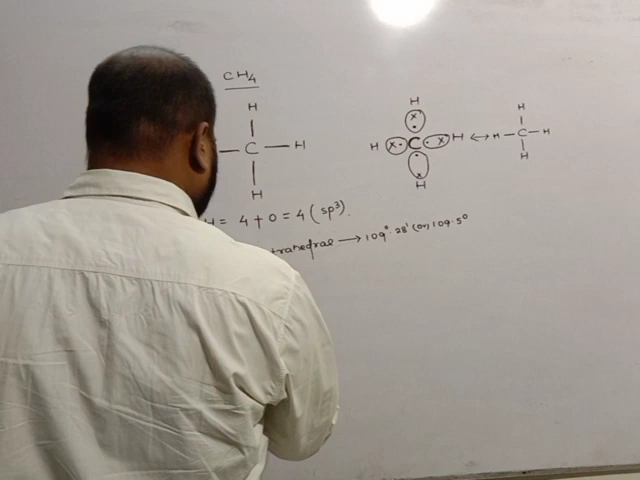 CH4
H
— C — H
H
H
H x . C . x H ↔ H — C — H
H
H
H
H = 4 + 0 = 4 (sp³).
trahedral → 109°.28' (or) 109.5°